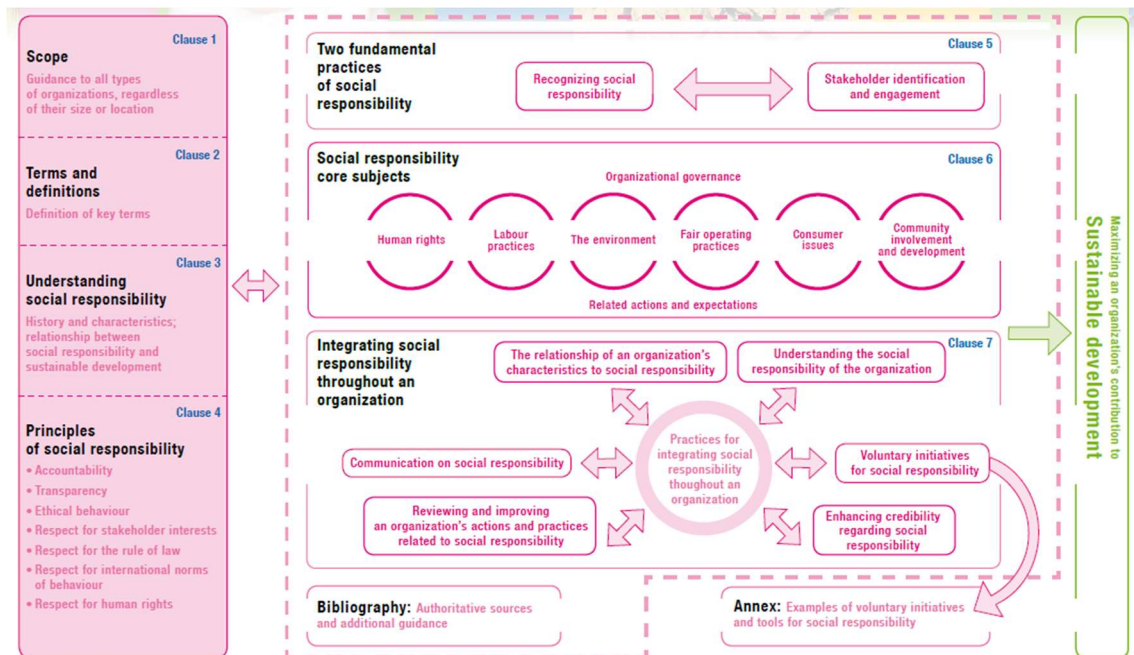 Clause 1
Scope
Guidance to all types
of organizations, regardless
of their size or location
Clause 2
Terms and
definitions
Definition of key terms
Clause 3
Understanding
social responsibility
History and characteristics;
relationship between
social responsibility and
sustainable development
Clause 4
Principles
of social responsibility
• Accountability
• Transparency
• Ethical behaviour
• Respect for stakeholder interests
• Respect for the rule of law
• Respect for international norms
of behaviour
• Respect for human rights
Two fundamental
practices
of social
responsibility
Clause 5
Recognizing social
responsibility
Stakeholder identification
and engagement
Social responsibility
core subjects
Clause 6
Organizational governance
Human rights
Labour
practices
The environment
Fair operating
practices
Consumer
issues
Community
involvement
and development
Related actions and expectations
Integrating social
responsibility
throughout an
organization
Clause 7
The relationship of an organization's
characteristics to social responsibility
Understanding the social
responsibility of the organization
Practices for
integrating social
responsibility
thoughout an
organization
Communication on social responsibility
Voluntary initiatives
for social responsibility
Reviewing and improving
an organization's actions and practices
related to social responsibility
Enhancing credibility
regarding social
responsibility
Bibliography: Authoritative sources
and additional guidance
Annex: Examples of voluntary initiatives
and tools for social responsibility
Maximizing an organization's contribution to
Sustainable development